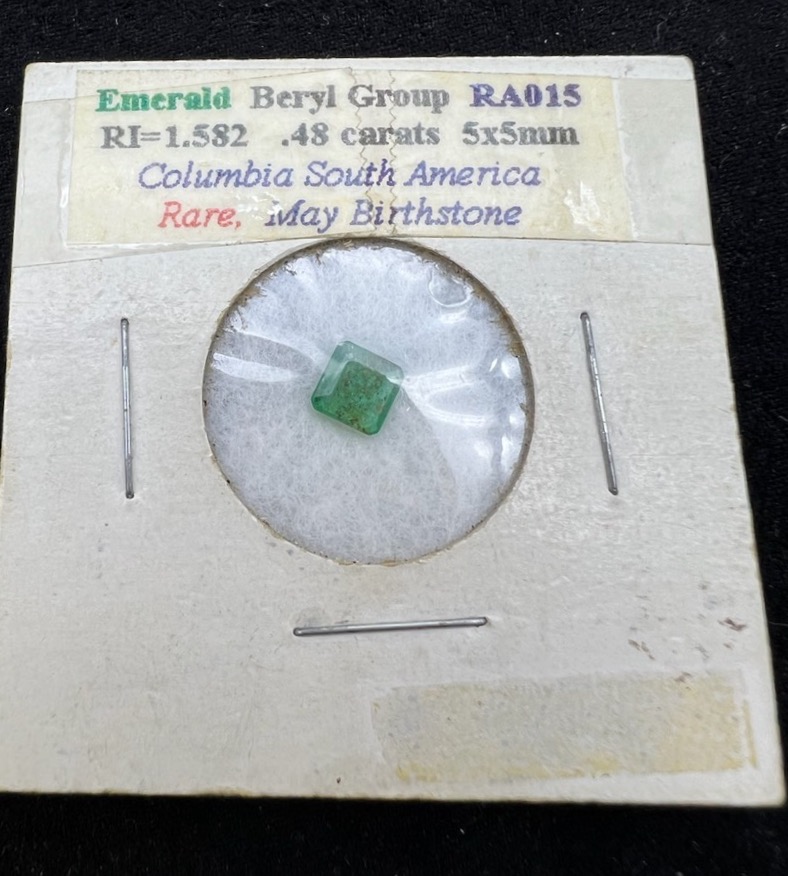 Emerald Beryl Group RA015
RI=1.582 .48 carats 5x5mm
Columbia South America
Rare, May Birthstone